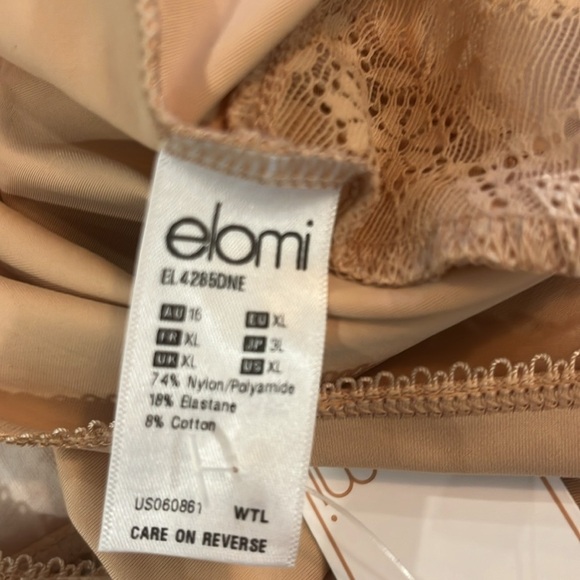 elomi
EL4285DNE
AU 16 EU XL
FR XL JP 3L
UK XL US XL
74% Nylon/Polyamide
18% Elastane
8% Cotton
US060861 WTL
CARE ON REVERSE